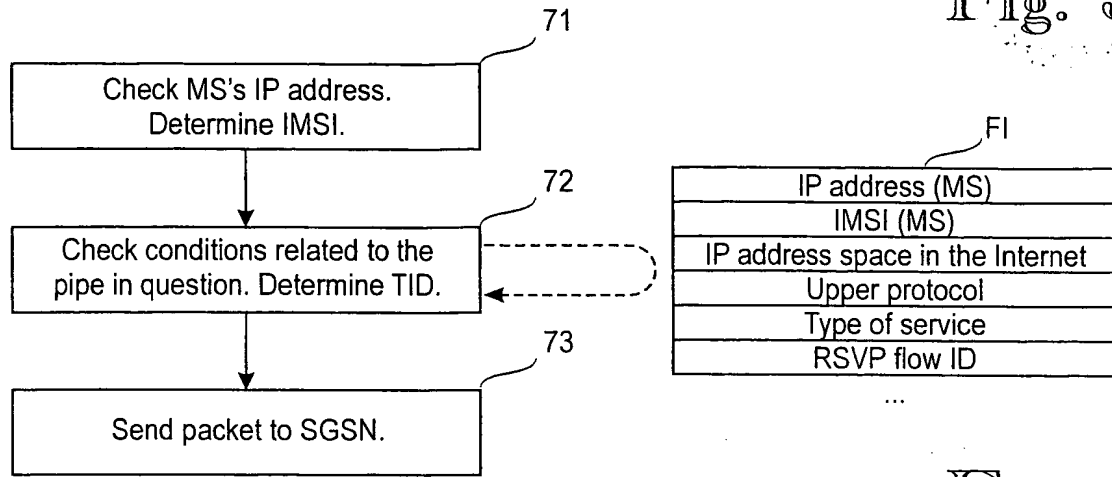 Fig.
71
Check MS's IP address.
Determine IMSI.
72
Check conditions related to the
pipe in question. Determine TID.
73
Send packet to SGSN.
FI
IP address (MS)
IMSI (MS)
IP address space in the Internet
Upper protocol
Type of service
RSVP flow ID
...